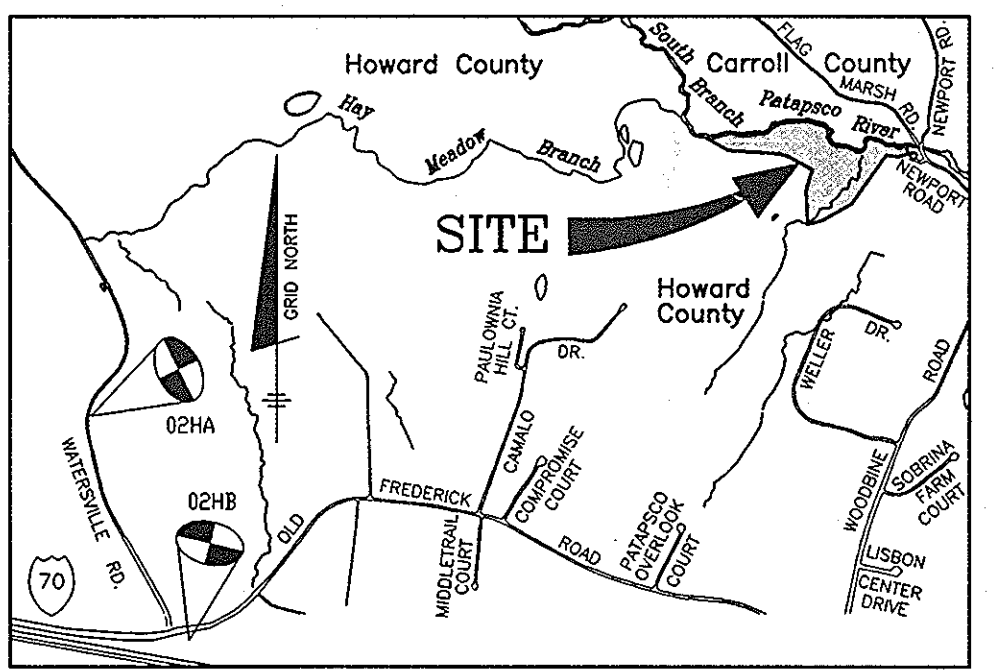 Howard County
South
Branch
Patapsco
River
FLAG
MARSH
RD.
Carroll County
NEWPORT RD.
Hay
Meadow
Branch
NEWPORT
ROAD
SITE
GRID NORTH
Howard
County
PAULOWNIA
HILL CT.
DR.
CAMALO
WELLER
DR.
ROAD
WOODBINE
SOBRINA
FARM
COURT
02HA
WATERSVILLE
RD.
02HB
OLD
FREDERICK
ROAD
COMPROMISE
COURT
MIDDLETRAIL
COURT
PATAPSCO
OVERLOOK
COURT
LISBON
CENTER
DRIVE
70